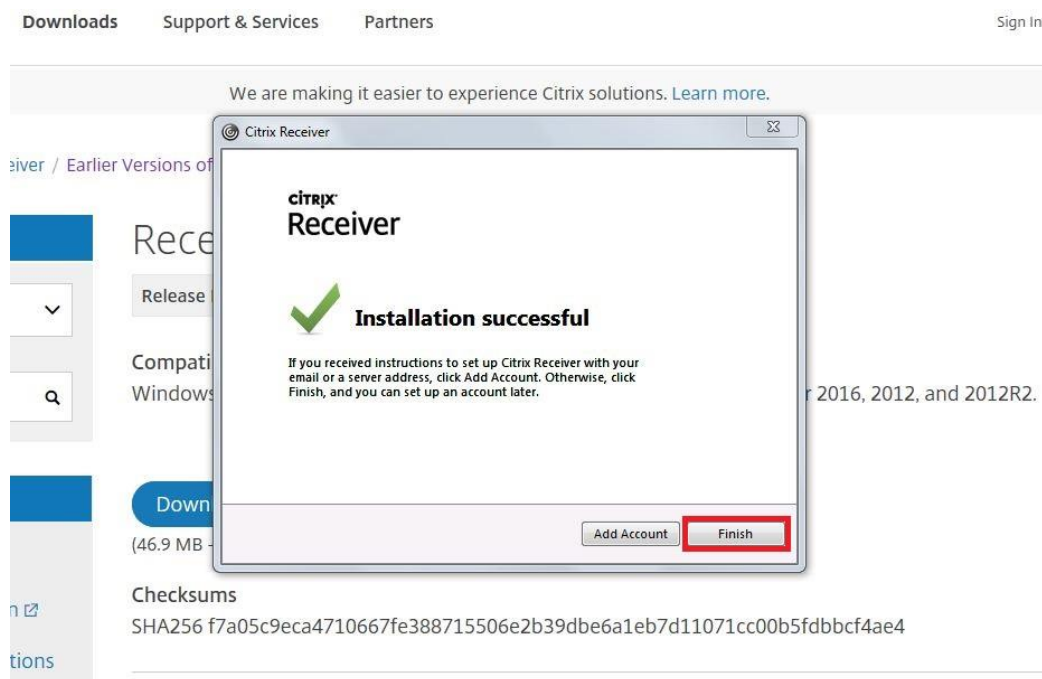 Downloads Support & Services Partners Sign In
We are making it easier to experience Citrix solutions. Learn more.
Citrix Receiver
eiver / Earlier Versions of
CITRIX
Receiver
Rece
Release
Installation successful
Compati
If you received instructions to set up Citrix Receiver with your
email or a server address, click Add Account. Otherwise, click
Finish, and you can set up an account later.
Windows r 2016, 2012, and 2012R2.
Down
Add Account Finish
(46.9 MB -
Checksums
SHA256 f7a05c9eca4710667fe388715506e2b39dbe6a1eb7d11071cc00b5fdbbcf4ae4
n
tions